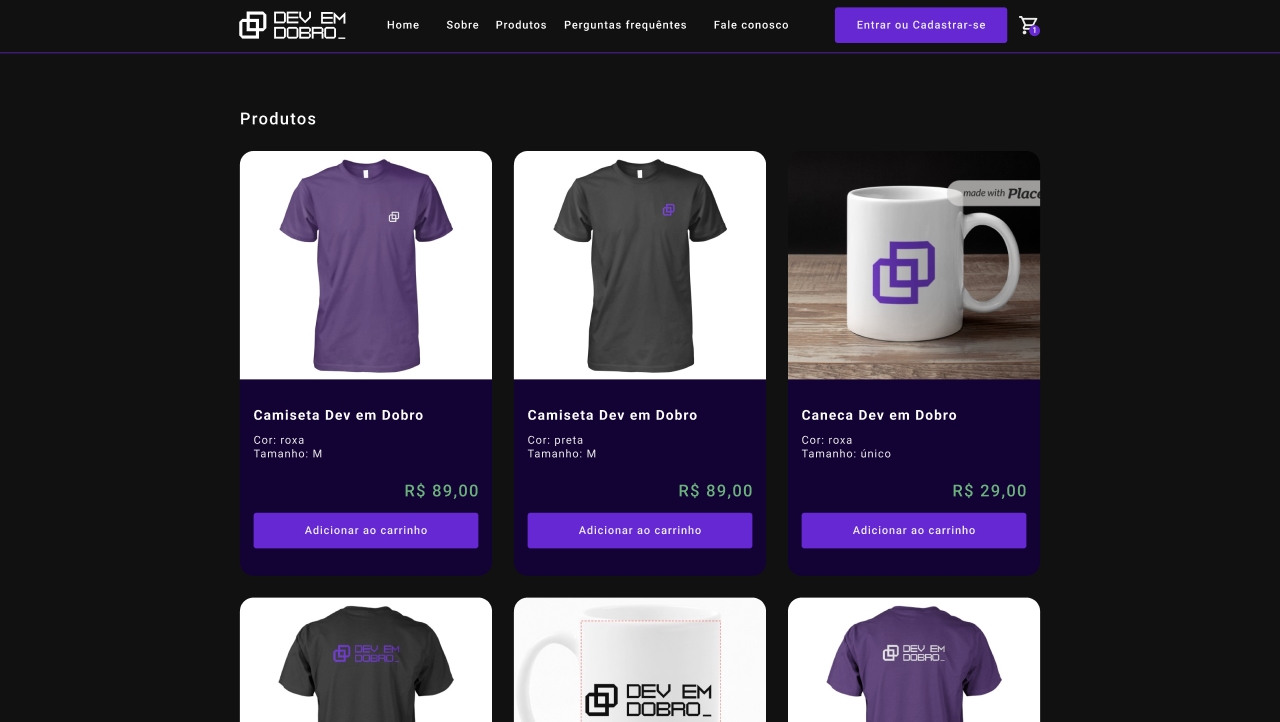 DEV EM
DOBRO_
Home Sobre Produtos Perguntas frequêntes Fale conosco Entrar ou Cadastrar-se 1
Produtos
made with Place
Camiseta Dev em Dobro
Cor: roxa
Tamanho: M
R$ 89,00
Adicionar ao carrinho
Camiseta Dev em Dobro
Cor: preta
Tamanho: M
R$ 89,00
Adicionar ao carrinho
Caneca Dev em Dobro
Cor: roxa
Tamanho: único
R$ 29,00
Adicionar ao carrinho
DEV EM
DOBRO_
DEV EM
DOBRO_
DEV EM
DOBRO_